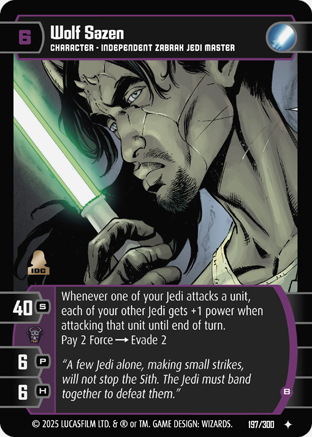 6
Wolf Sazen
CHARACTER - INDEPENDENT ZABRAK JEDI MASTER
IDC
40 S
Whenever one of your Jedi attacks a unit,
each of your other Jedi gets +1 power when
attacking that unit until end of turn.
Pay 2 Force → Evade 2
6 P
6 H
“A few Jedi alone, making small strikes,
will not stop the Sith. The Jedi must band
together to defeat them.”
B
© 2025 LUCASFILM LTD. & ® or TM. GAME DESIGN: WIZARDS.
197/300